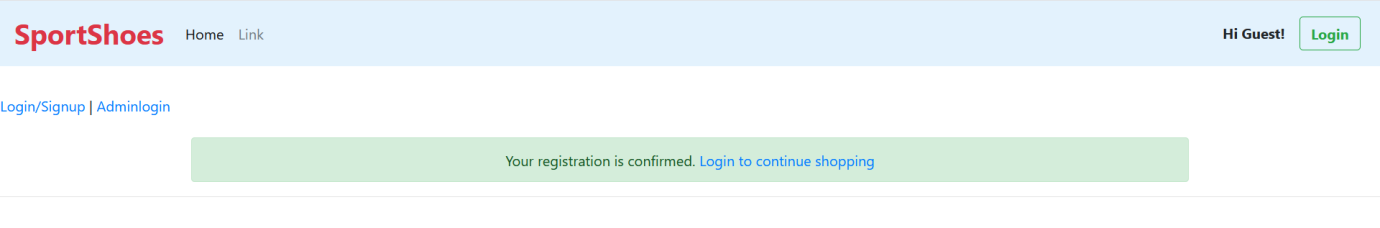 SportShoes Home Link Hi Guest! Login
Login/Signup | Adminlogin
Your registration is confirmed. Login to continue shopping